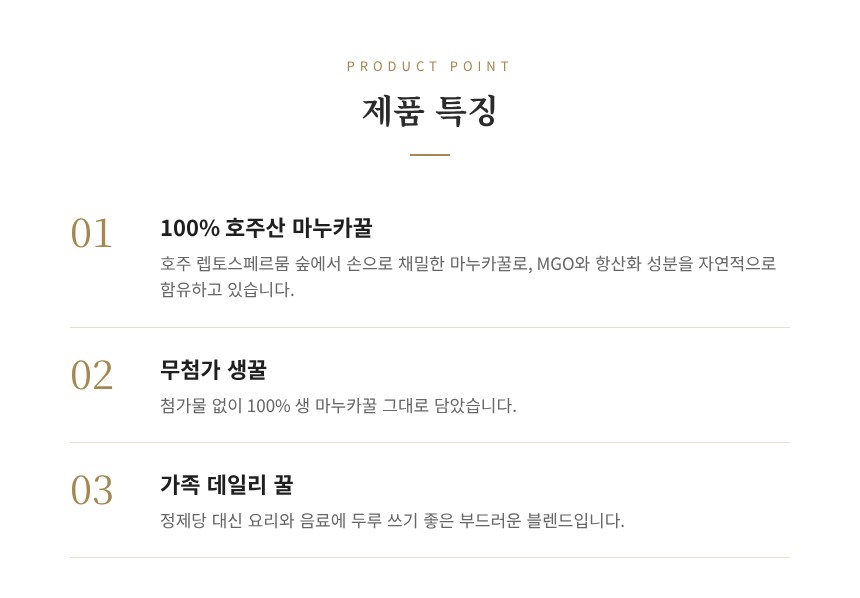 PRODUCT POINT
제품 특징
01
100% 호주산 마누카꿀
호주 렙토스페르뭄 숲에서 손으로 채밀한 마누카꿀로, MGO와 항산화 성분을 자연적으로
함유하고 있습니다.
02
무첨가 생꿀
첨가물 없이 100% 생 마누카꿀 그대로 담았습니다.
03
가족 데일리 꿀
정제당 대신 요리와 음료에 두루 쓰기 좋은 부드러운 블렌드입니다.